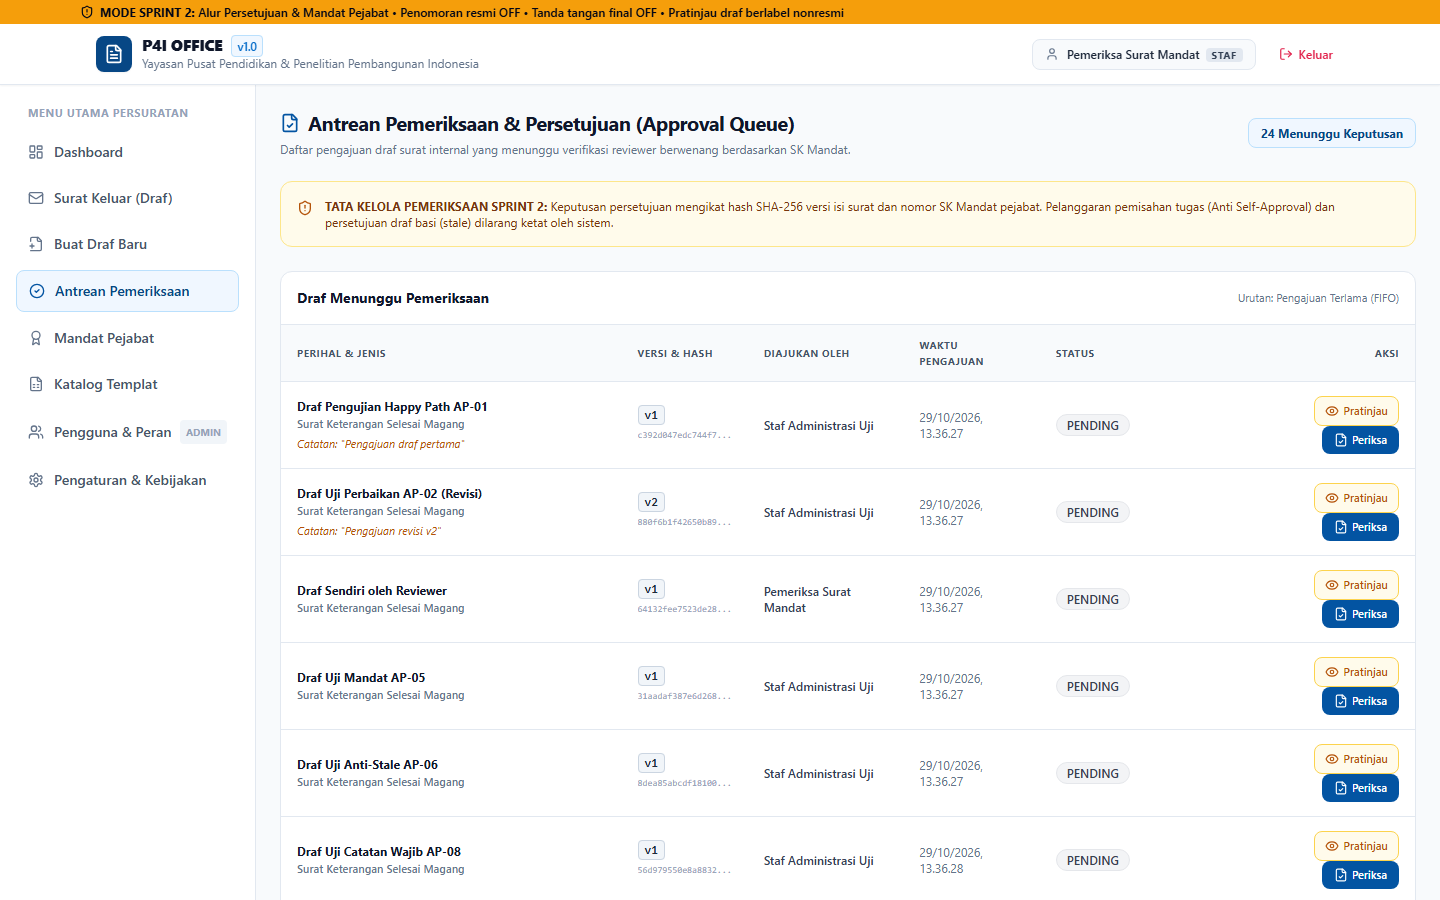 MODE SPRINT 2: Alur Persetujuan & Mandat Pejabat • Penomoran resmi OFF • Tanda tangan final OFF • Pratinjau draf berlabel nonresmi
P4I OFFICE v1.0
Yayasan Pusat Pendidikan & Penelitian Pembangunan Indonesia
Pemeriksa Surat Mandat STAF
Keluar
MENU UTAMA PERSURATAN
Dashboard
Surat Keluar (Draf)
Buat Draf Baru
Antrean Pemeriksaan
Mandat Pejabat
Katalog Templat
Pengguna & Peran ADMIN
Pengaturan & Kebijakan
Antrean Pemeriksaan & Persetujuan (Approval Queue)
Daftar pengajuan draf surat internal yang menunggu verifikasi reviewer berwenang berdasarkan SK Mandat.
24 Menunggu Keputusan
TATA KELOLA PEMERIKSAAN SPRINT 2: Keputusan persetujuan mengikat hash SHA-256 versi isi surat dan nomor SK Mandat pejabat. Pelanggaran pemisahan tugas (Anti Self-Approval) dan
persetujuan draf basi (stale) dilarang ketat oleh sistem.
Draf Menunggu Pemeriksaan
Urutan: Pengajuan Terlama (FIFO)
PERIHAL & JENIS
VERSI & HASH
DIAJUKAN OLEH
WAKTU
PENGAJUAN
STATUS
AKSI
Draf Pengujian Happy Path AP-01
Surat Keterangan Selesai Magang
Catatan: "Pengajuan draf pertama"
v1
c392d047edc744f7...
Staf Administrasi Uji
29/10/2026,
13.36.27
PENDING
Pratinjau
Periksa
Draf Uji Perbaikan AP-02 (Revisi)
Surat Keterangan Selesai Magang
Catatan: "Pengajuan revisi v2"
v2
880f6b1f42650b89...
Staf Administrasi Uji
29/10/2026,
13.36.27
PENDING
Pratinjau
Periksa
Draf Sendiri oleh Reviewer
Surat Keterangan Selesai Magang
v1
64132fee7523de28...
Pemeriksa Surat
Mandat
29/10/2026,
13.36.27
PENDING
Pratinjau
Periksa
Draf Uji Mandat AP-05
Surat Keterangan Selesai Magang
v1
31aadaf387e6d268...
Staf Administrasi Uji
29/10/2026,
13.36.27
PENDING
Pratinjau
Periksa
Draf Uji Anti-Stale AP-06
Surat Keterangan Selesai Magang
v1
8dea85abcdf18100...
Staf Administrasi Uji
29/10/2026,
13.36.27
PENDING
Pratinjau
Periksa
Draf Uji Catatan Wajib AP-08
Surat Keterangan Selesai Magang
v1
56d979550e8a8832...
Staf Administrasi Uji
29/10/2026,
13.36.28
PENDING
Pratinjau
Periksa